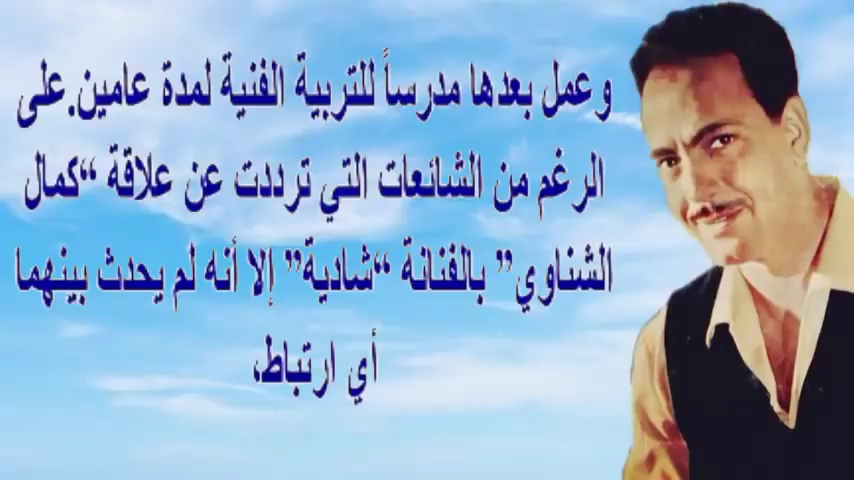 وعمل بعدها مدرساً للتربية الفنية لمدة عامين.على
الرغم من الشائعات التي ترددت عن علاقة “كمال
الشناوي” بالفنانة “شادية” إلا أنه لم يحدث بينهما
أي ارتباط،